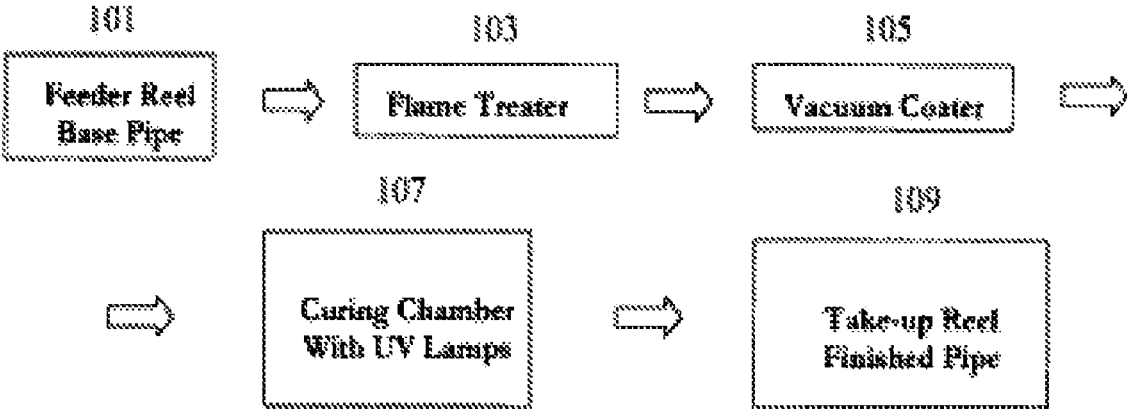 101
103
105
Feeder Reel
Base Pipe
Flame Treater
Vacuum Coater
107
109
Curing Chamber
With UV Lamps
Take-up Reel
Finished Pipe